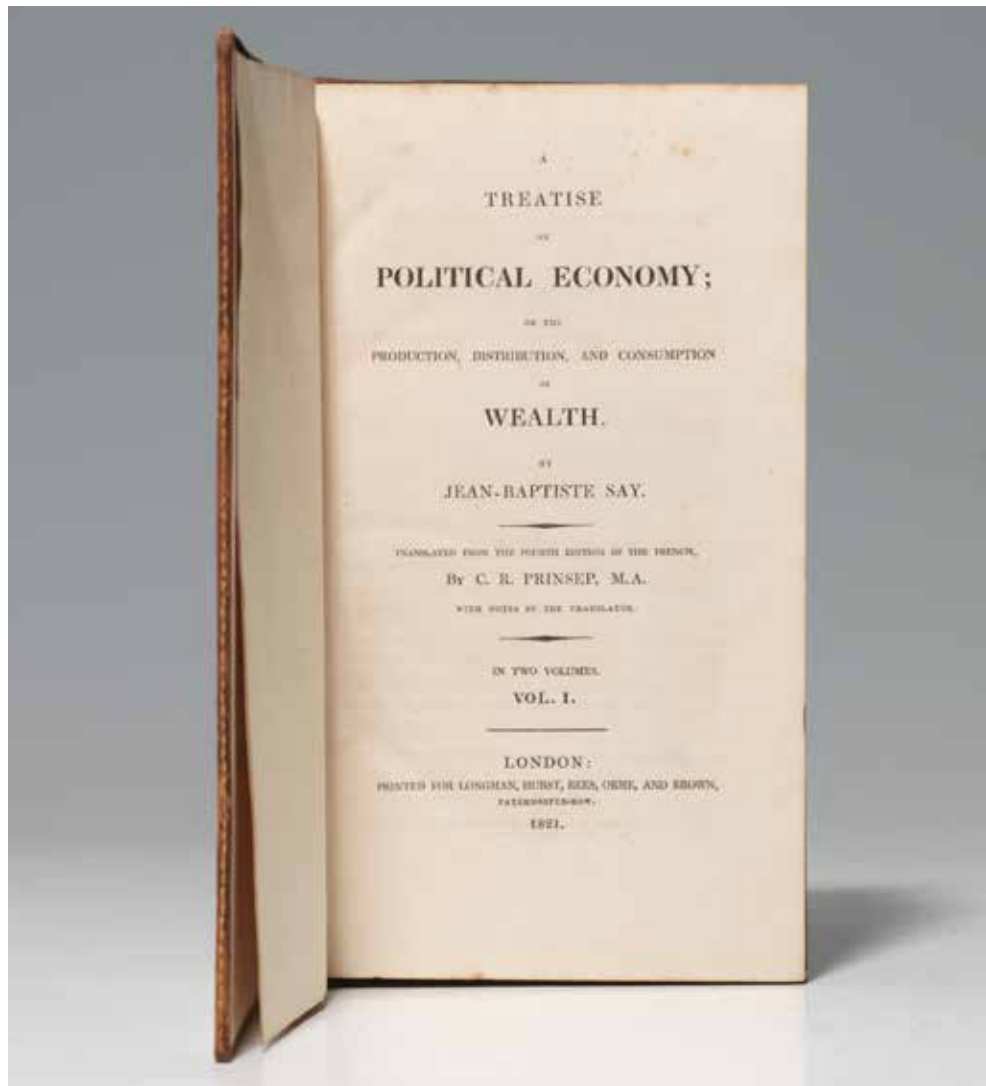 A
TREATISE
ON
POLITICAL ECONOMY;
OR THE
PRODUCTION, DISTRIBUTION, AND CONSUMPTION
OF
WEALTH.
BY
JEAN-BAPTISTE SAY.
TRANSLATED FROM THE FOURTH EDITION OF THE FRENCH,
BY C. R. PRINSEP, M.A.
WITH NOTES BY THE TRANSLATOR.
IN TWO VOLUMES.
VOL. I.
LONDON:
PRINTED FOR LONGMAN, HURST, REES, ORME, AND BROWN,
PATERNOSTER-ROW.
1821.